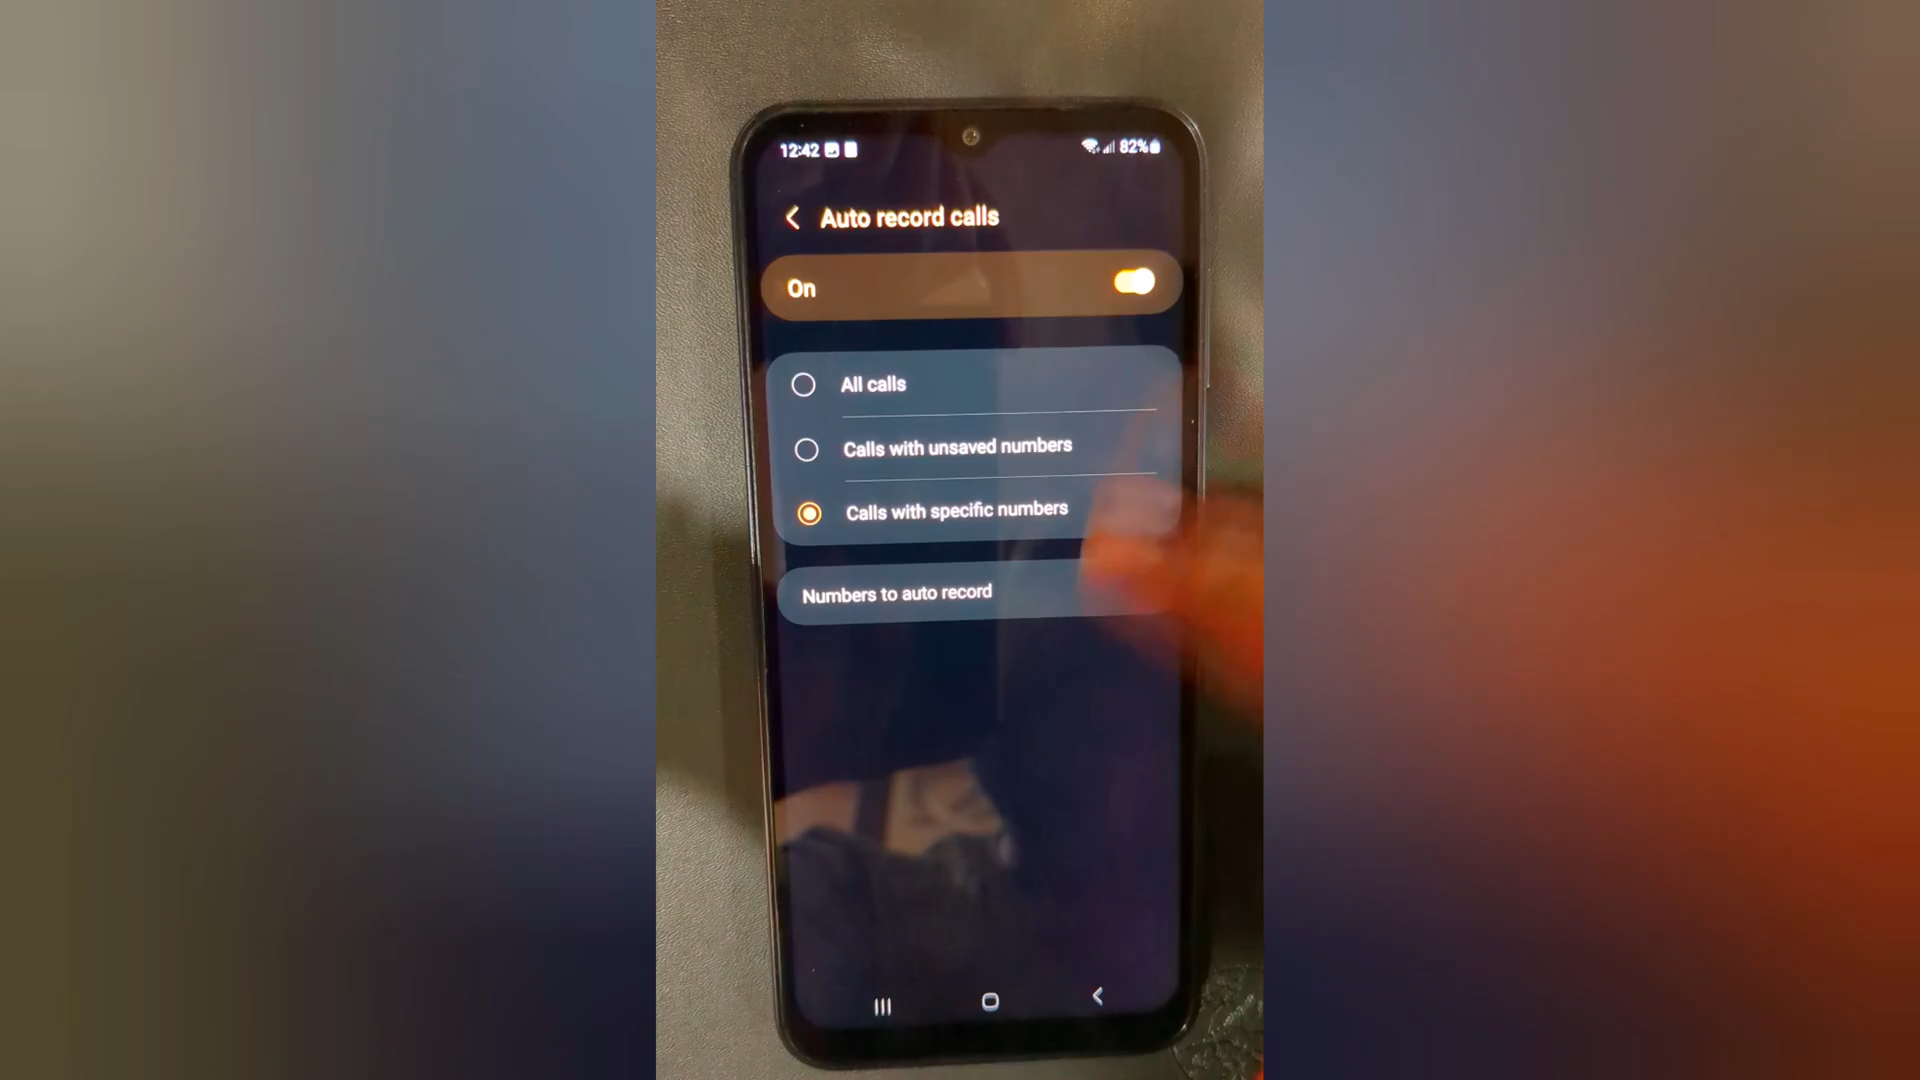 12:42
82%
Auto record calls
On
All calls
Calls with unsaved numbers
Calls with specific numbers
Numbers to auto record